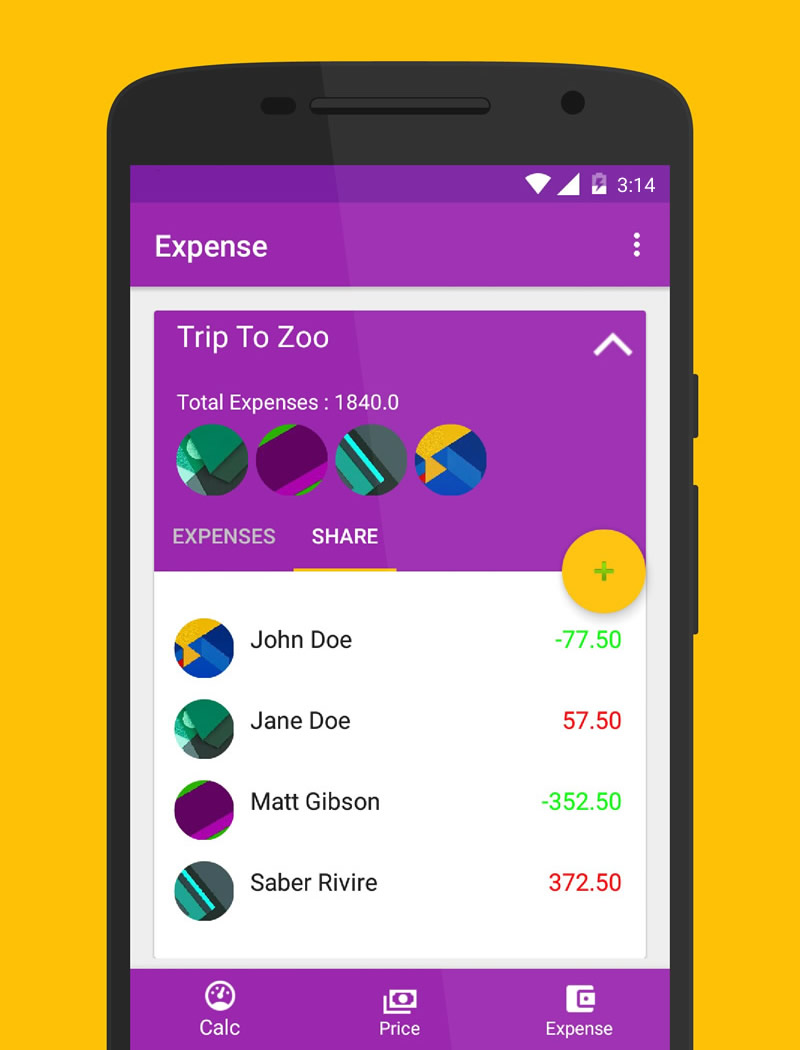 3:14
Expense
Trip To Zoo
Total Expenses : 1840.0
EXPENSES SHARE
John Doe -77.50
Jane Doe 57.50
Matt Gibson -352.50
Saber Rivire 372.50
Calc Price Expense